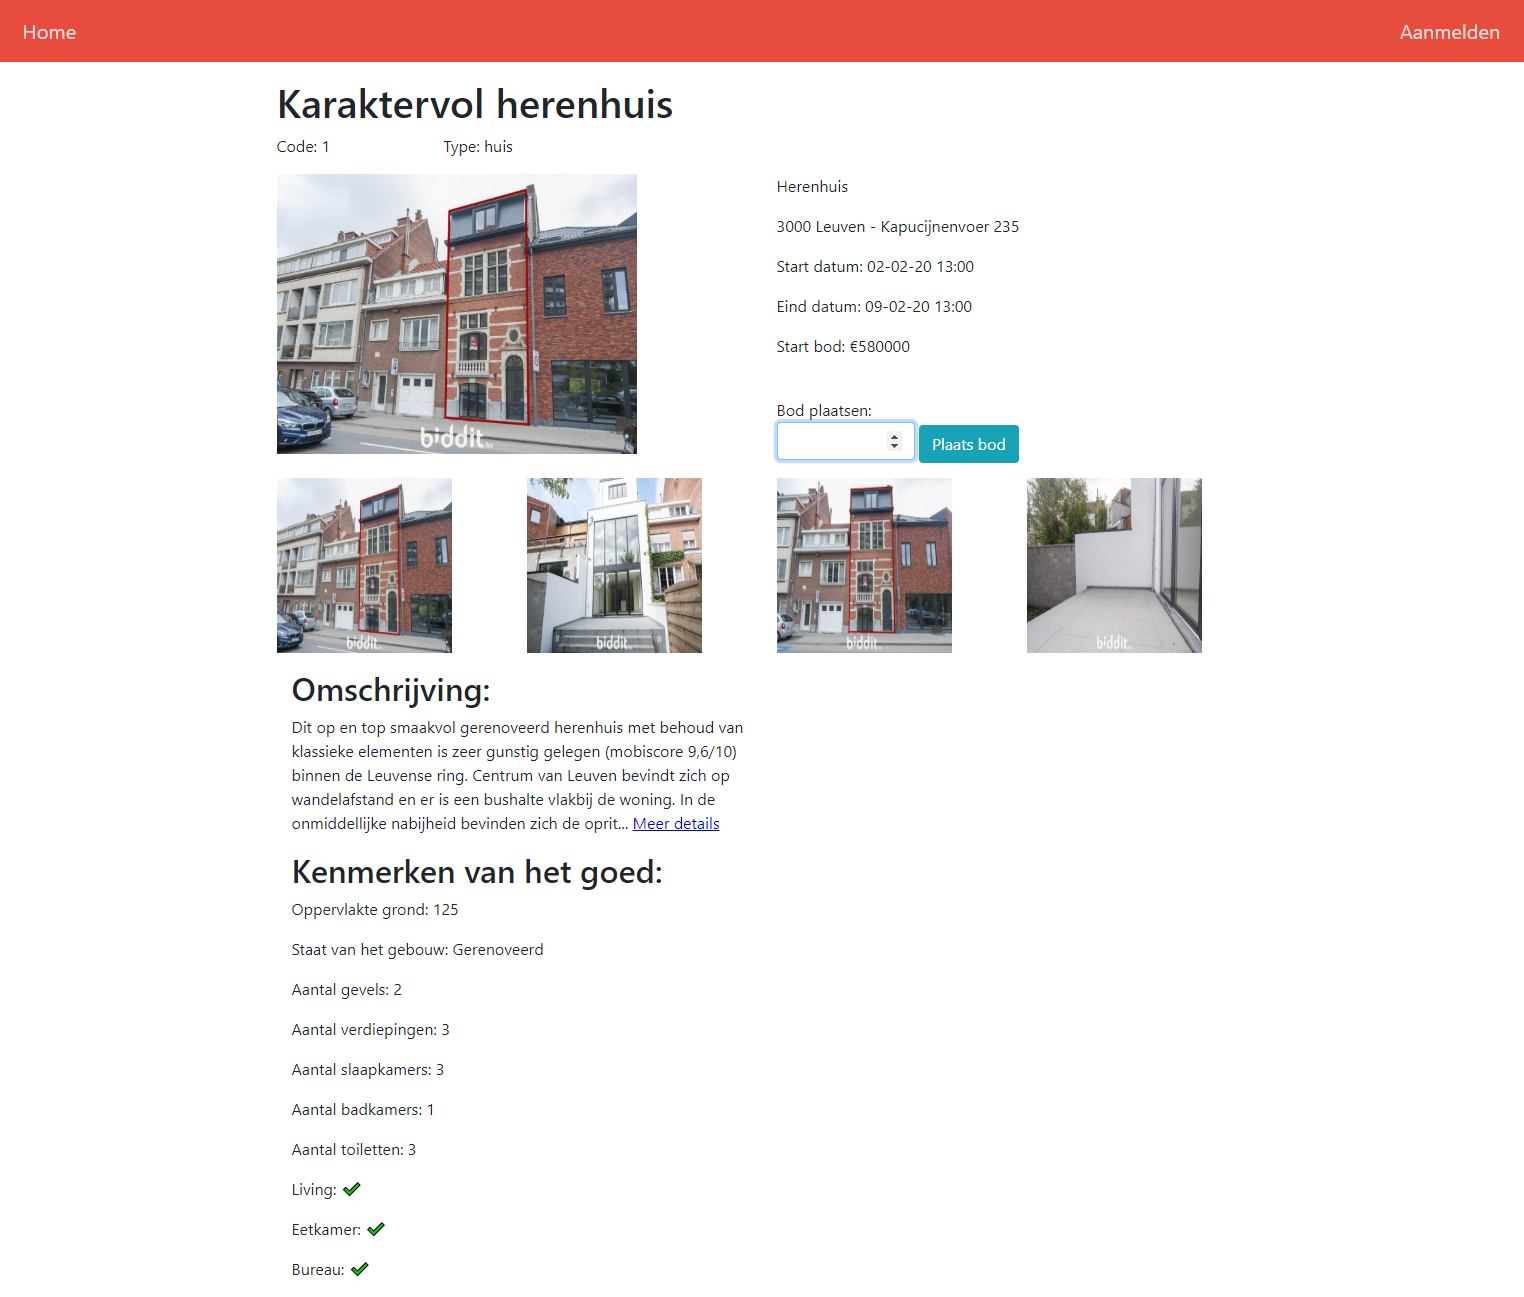 Home
Aanmelden
Karaktervol herenhuis
Code: 1
Type: huis
biddit.be
Herenhuis
3000 Leuven - Kapucijnenvoer 235
Start datum: 02-02-20 13:00
Eind datum: 09-02-20 13:00
Start bod: €580000
Bod plaatsen:
Plaats bod
biddit
biddit
biddit
biddit
Omschrijving:
Dit op en top smaakvol gerenoveerd herenhuis met behoud van
klassieke elementen is zeer gunstig gelegen (mobiscore 9,6/10)
binnen de Leuvense ring. Centrum van Leuven bevindt zich op
wandelafstand en er is een bushalte vlakbij de woning. In de
onmiddellijke nabijheid bevinden zich de oprit... Meer details
Kenmerken van het goed:
Oppervlakte grond: 125
Staat van het gebouw: Gerenoveerd
Aantal gevels: 2
Aantal verdiepingen: 3
Aantal slaapkamers: 3
Aantal badkamers: 1
Aantal toiletten: 3
Living:
Eetkamer:
Bureau: